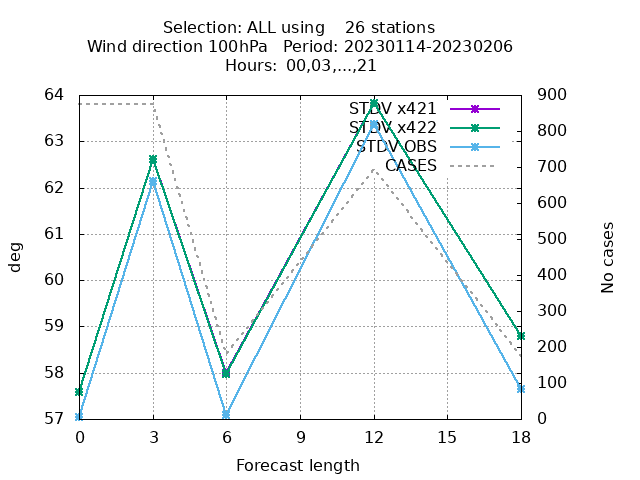 Selection: ALL using    26 stations
Wind direction 100hPa   Period: 20230114-20230206
Hours: 00,03,...,21
STDV x421
STDV x422
STDV OBS
CASES
64
63
62
61
60
59
58
57
deg
900
800
700
600
500
400
300
200
100
0
No cases
0 3 6 9 12 15 18
Forecast length